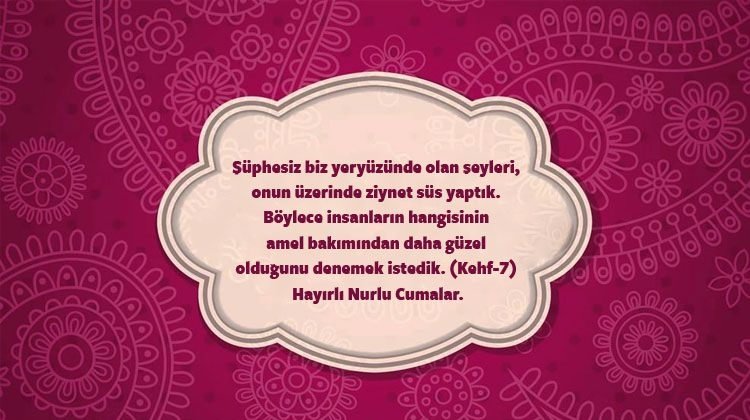 Şüphesiz biz yeryüzünde olan şeyleri,
onun üzerinde ziynet süs yaptık.
Böylece insanların hangisinin
amel bakımından daha güzel
olduğunu denemek istedik. (Kehf-7)
Hayırlı Nurlu Cumalar.